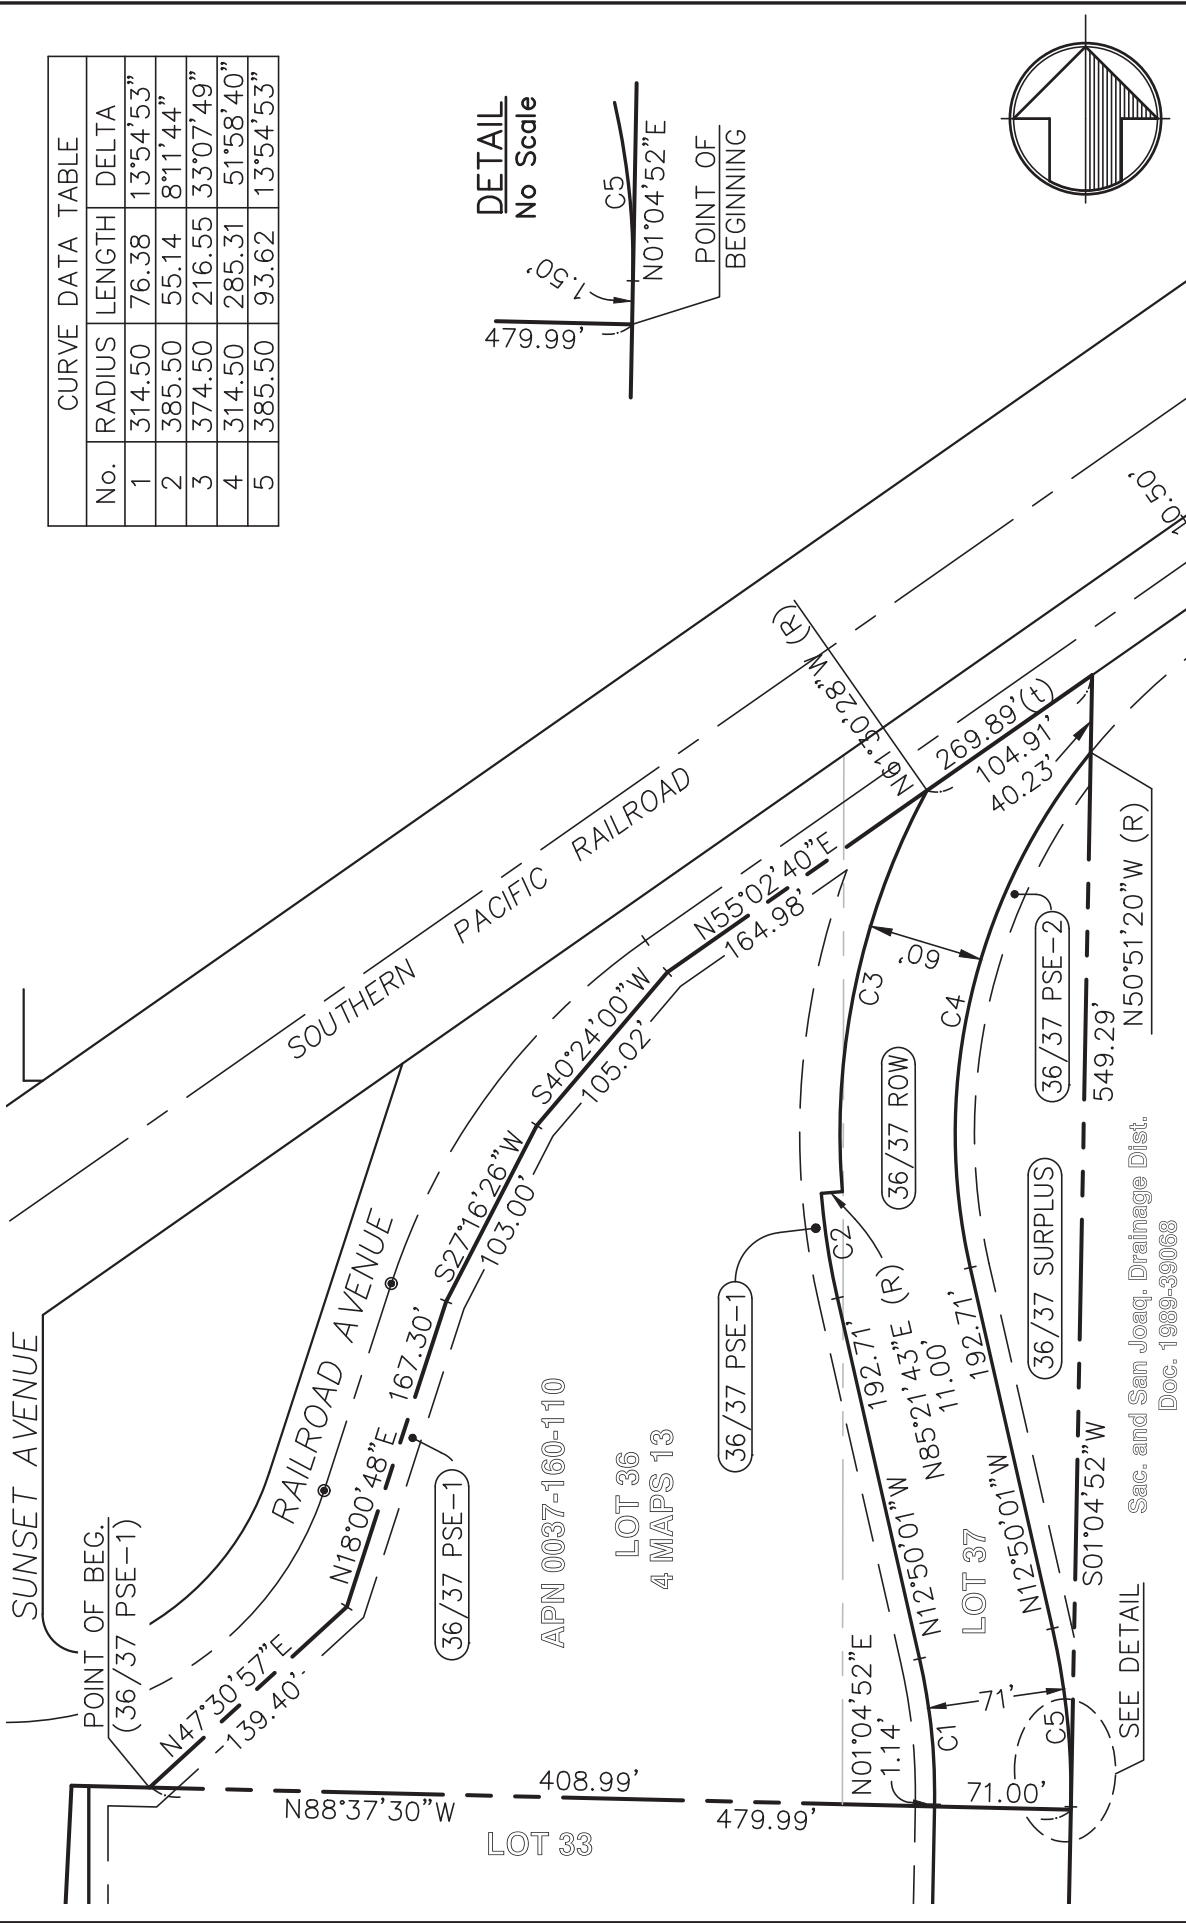 CURVE DATA TABLE
No. RADIUS LENGTH DELTA
1 314.50 76.38 13°54'53"
2 385.50 55.14 8°11'44"
3 374.50 216.55 33°07'49"
4 314.50 285.31 51°58'40"
5 385.50 93.62 13°54'53"
DETAIL
No Scale
479.99'
1.50'
C5
N01°04'52"E
POINT OF
BEGINNING
SUNSET AVENUE
SOUTHERN PACIFIC RAILROAD
RAILROAD AVENUE
POINT OF BEG.
(36/37 PSE-1)
N47°30'57"E
139.40'
N18°00'48"E 167.30'
S27°16'26"W
103.00'
S40°24'00"W
105.02'
N55°02'40"E
164.98'
N61°30'28"W (R)
269.89'(t)
104.91'
40.23'
10.50'
36/37 PSE-1
APN 0037-160-110
LOT 36
4 MAPS 13
36/37 PSE-1
C2
C3
60'
C4
36/37 ROW
36/37 PSE-2
N50°51'20"W (R)
549.29'
36/37 SURPLUS
192.71'
N85°21'43"E (R)
11.00'
192.71'
N12°50'01"W
LOT 37
N12°50'01"W
S01°04'52"W
Sac. and San Joaq. Drainage Dist.
Doc. 1989-39068
N01°04'52"E
1.14'
C1
71'
C5
SEE DETAIL
71.00'
408.99'
N88°37'30"W
479.99'
LOT 33